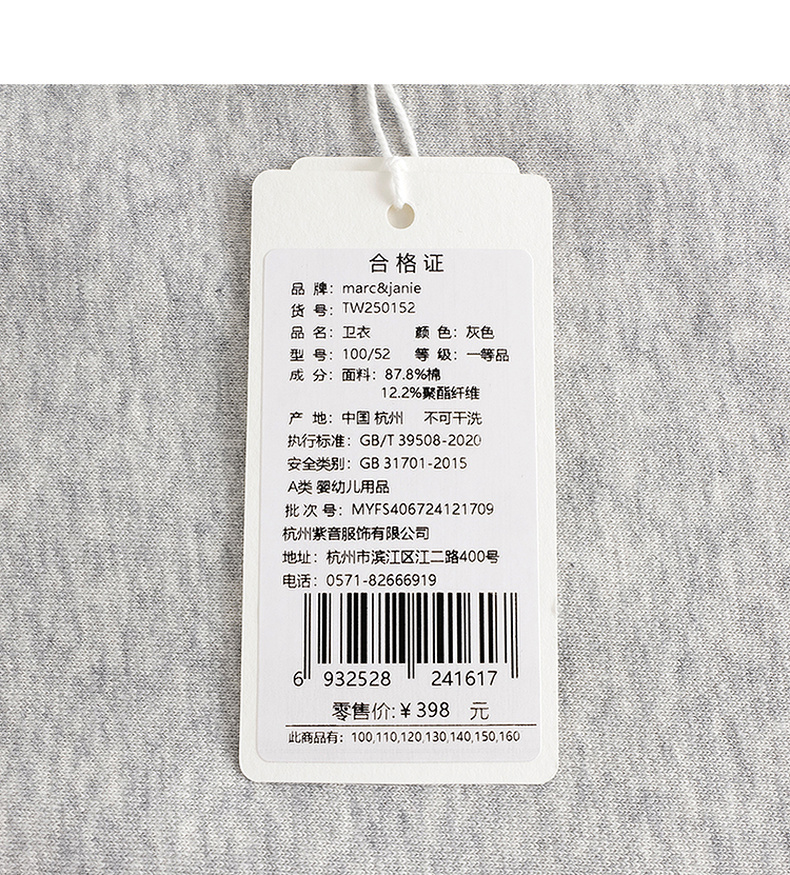 合格证
品 牌：marc&janie
货 号：TW250152
品 名：卫衣 颜 色：灰色
型 号：100/52 等 级：一等品
成 分：面料：87.8%棉
12.2%聚酯纤维
产 地：中国 杭州 不可干洗
执行标准：GB/T 39508-2020
安全类别：GB 31701-2015
A类 婴幼儿用品
批 次 号：MYFS406724121709
杭州紫音服饰有限公司
地址：杭州市滨江区江二路400号
电话：0571-82666919
6 932528 241617
零售价:￥398 元
此商品有：100,110,120,130,140,150,160